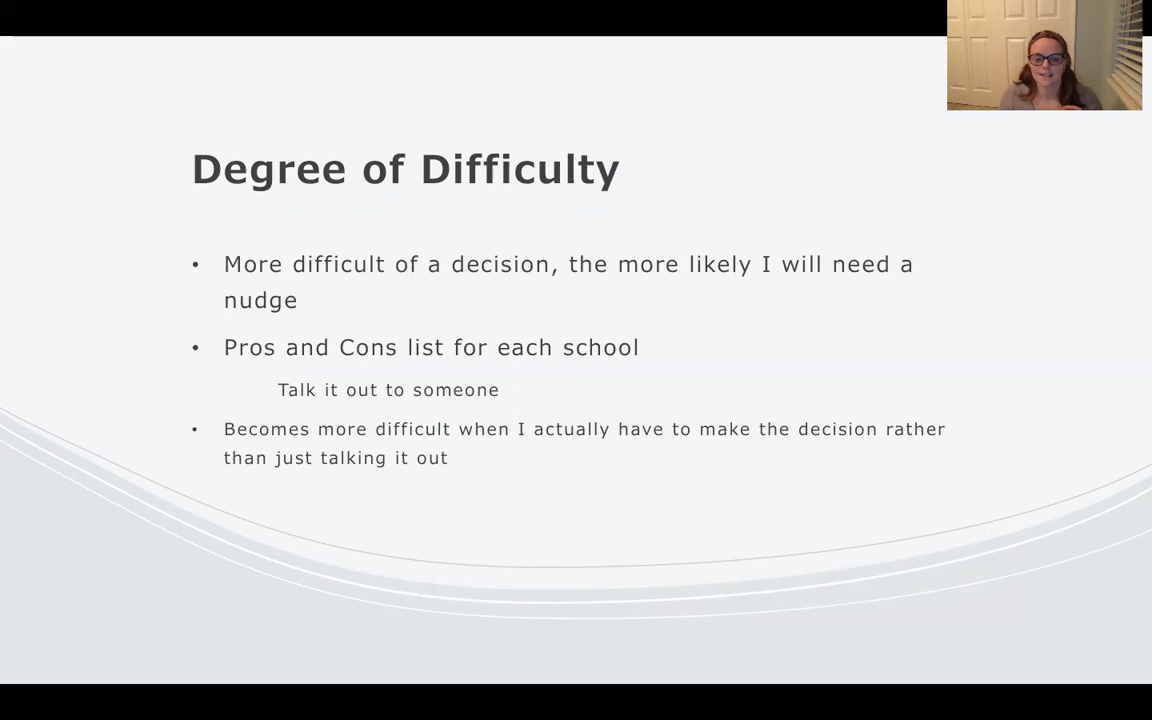 Degree of Difficulty
• More difficult of a decision, the more likely I will need a
nudge
• Pros and Cons list for each school
Talk it out to someone
• Becomes more difficult when I actually have to make the decision rather
than just talking it out